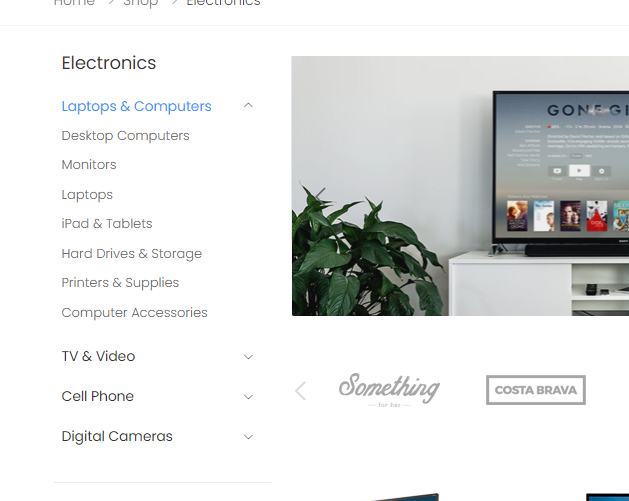 Home > Shop > Electronics
Electronics
Laptops & Computers
Desktop Computers
Monitors
Laptops
iPad & Tablets
Hard Drives & Storage
Printers & Supplies
Computer Accessories
TV & Video
Cell Phone
Digital Cameras
GONE GI
Something
for her
COSTA BRAVA